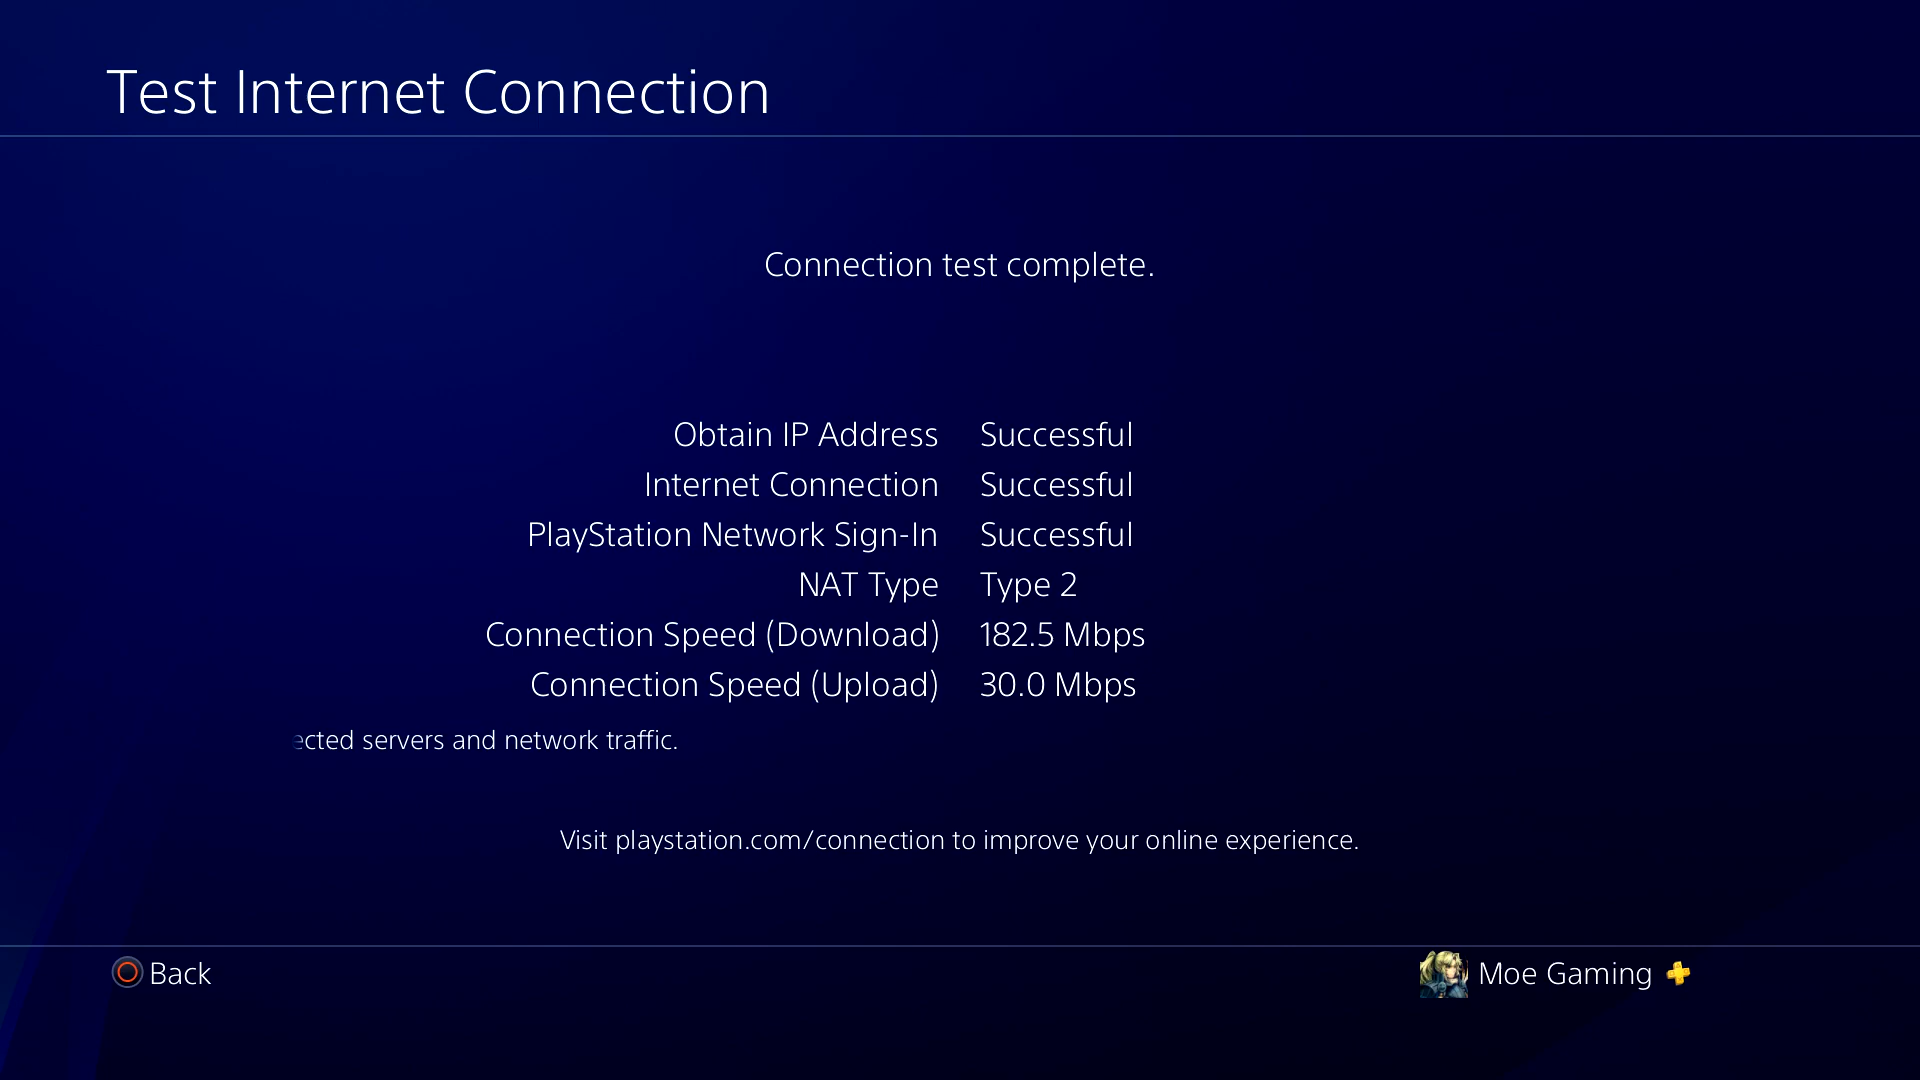 Test Internet Connection
Connection test complete.
Obtain IP Address Successful
Internet Connection Successful
PlayStation Network Sign-In Successful
NAT Type Type 2
Connection Speed (Download) 182.5 Mbps
Connection Speed (Upload) 30.0 Mbps
ected servers and network traffic.
Visit playstation.com/connection to improve your online experience.
Back Moe Gaming